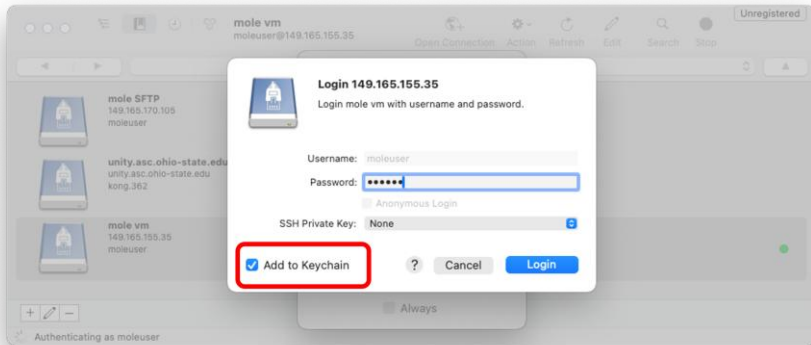 mole vm
moleuser@149.165.155.35
Unregistered
Open Connection
Action
Refresh
Edit
Search
Stop
mole SFTP
149.165.170.105
moleuser
unity.asc.ohio-state.edu
unity.asc.ohio-state.edu
kong.362
mole vm
149.165.155.35
moleuser
Login 149.165.155.35
Login mole vm with username and password.
Username: moleuser
Password: ••••••
Anonymous Login
SSH Private Key: None
Add to Keychain
? Cancel Login
Always
Authenticating as moleuser